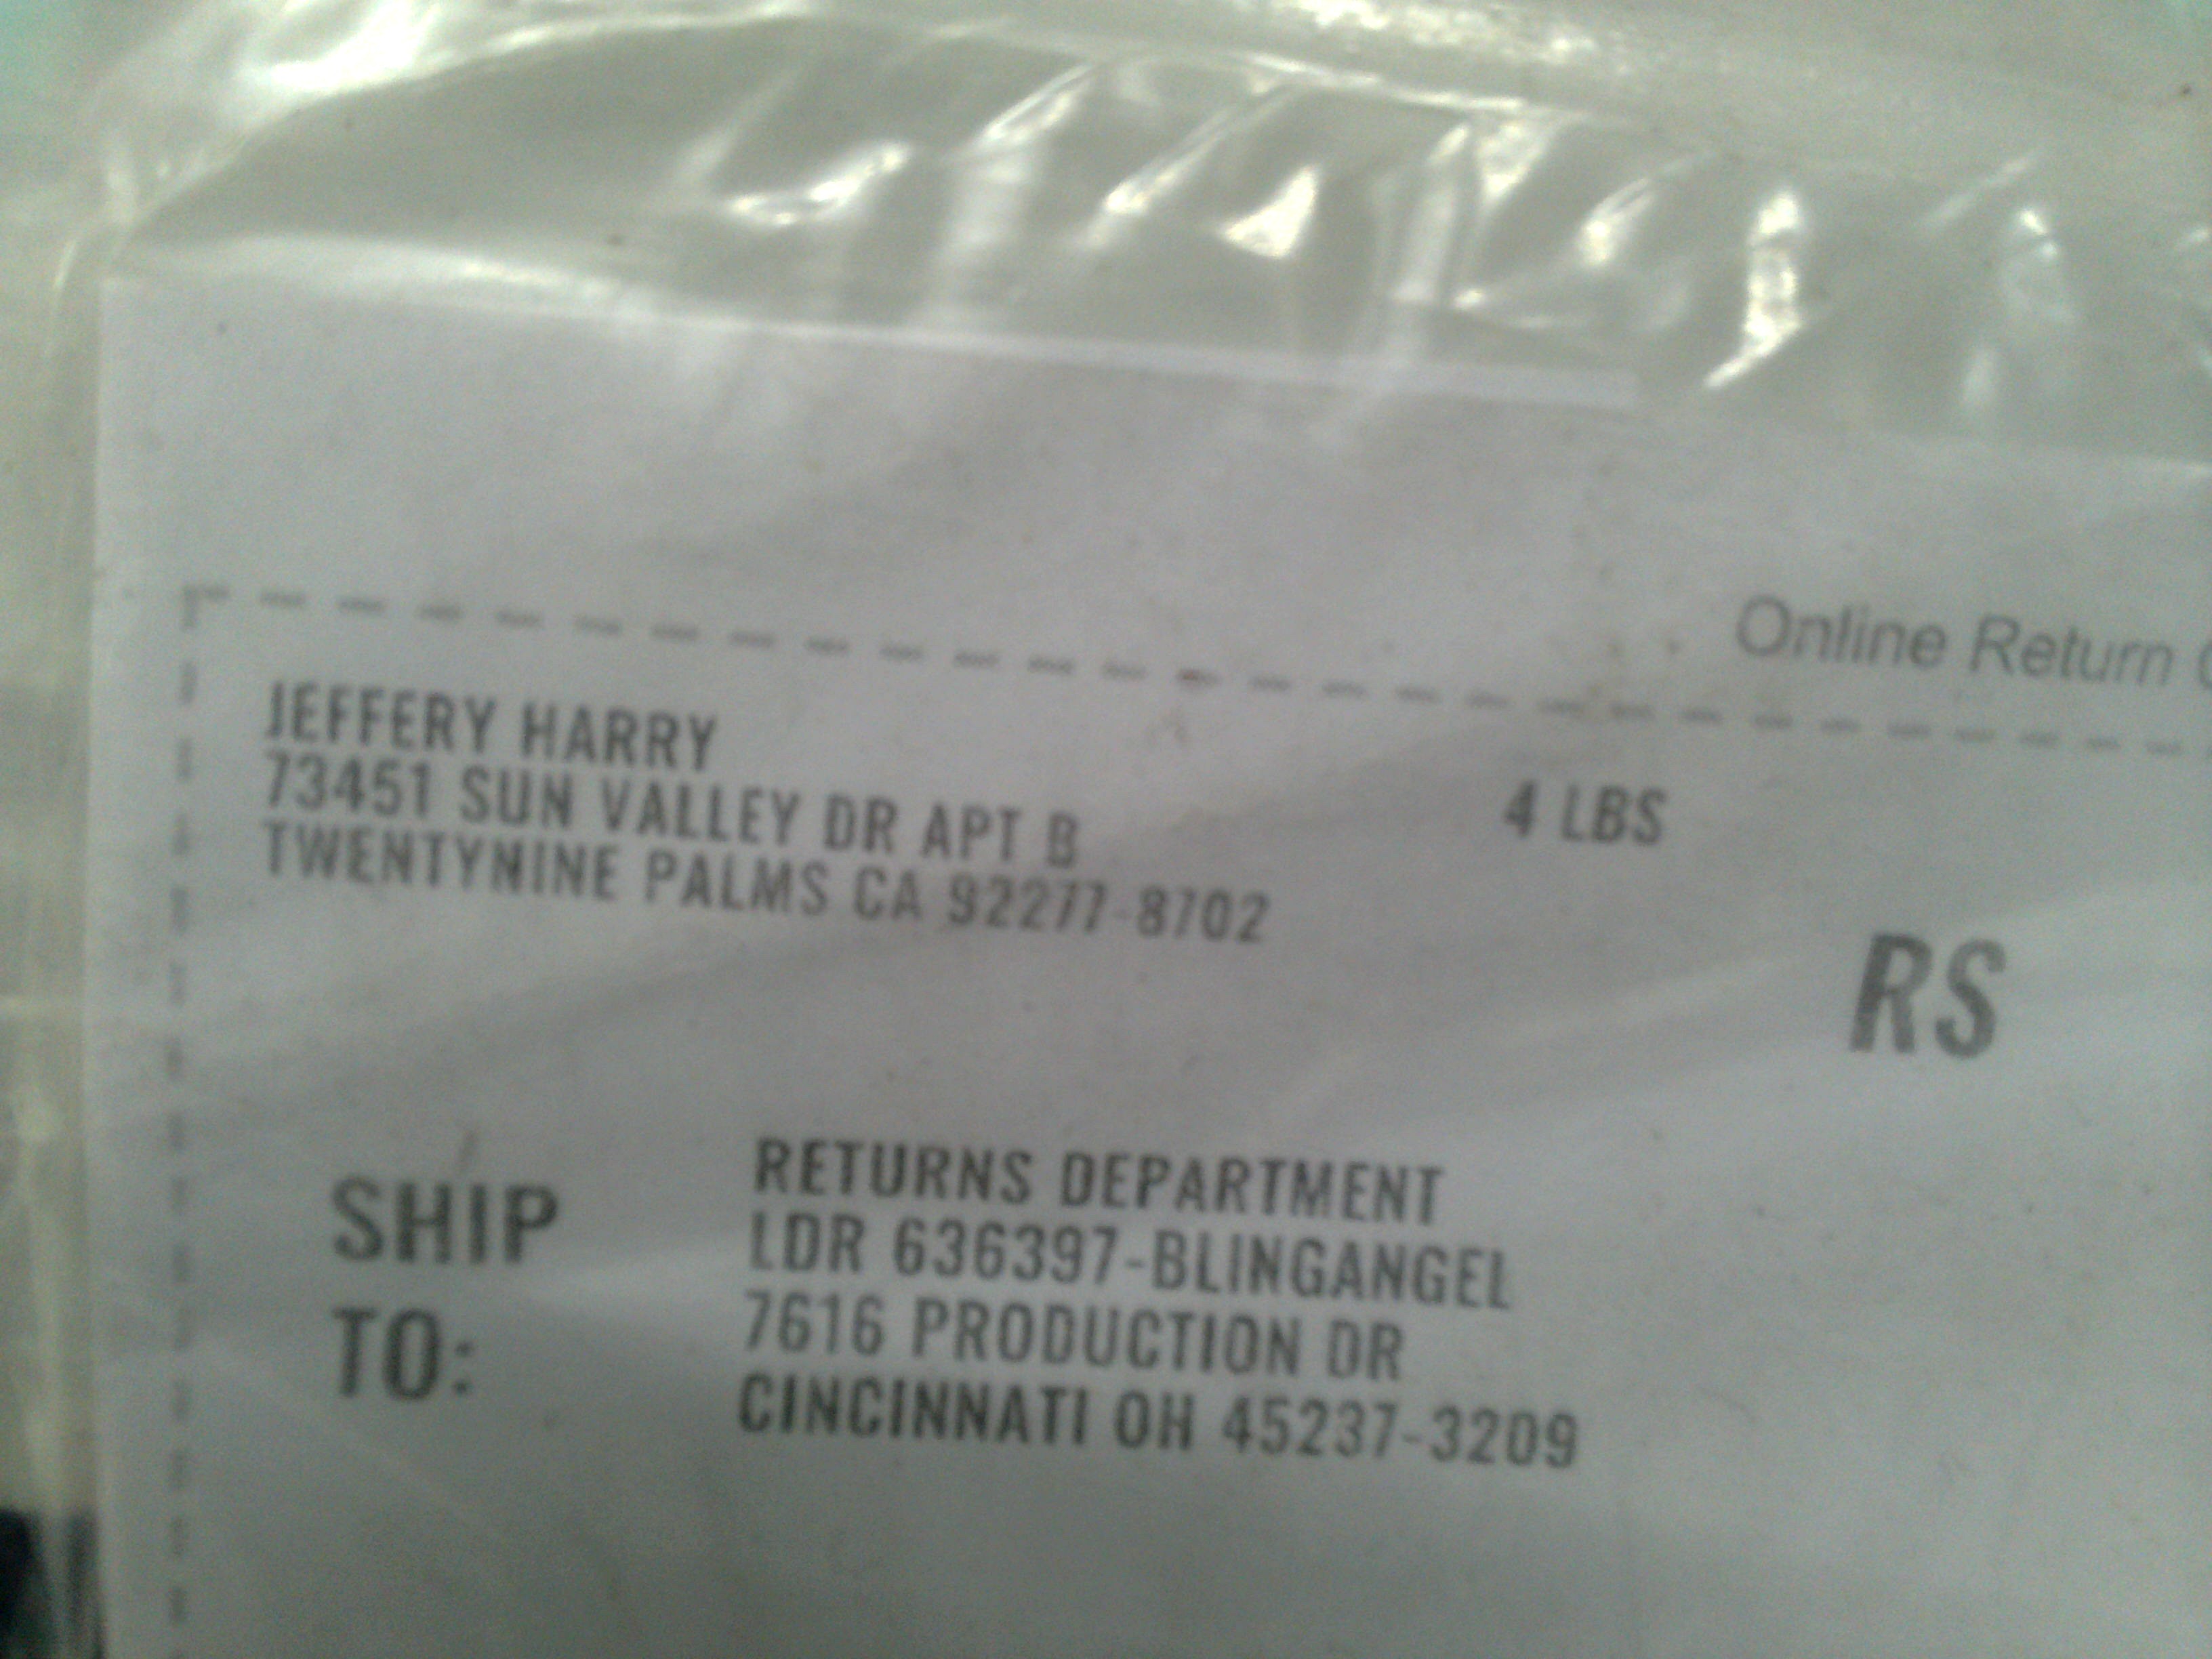 Online Return
JEFFERY HARRY
73451 SUN VALLEY DR APT B
TWENTYNINE PALMS CA 92277-8702
4 LBS
RS
SHIP
TO:
RETURNS DEPARTMENT
LDR 636397-BLINGANGEL
7616 PRODUCTION DR
CINCINNATI OH 45237-3209